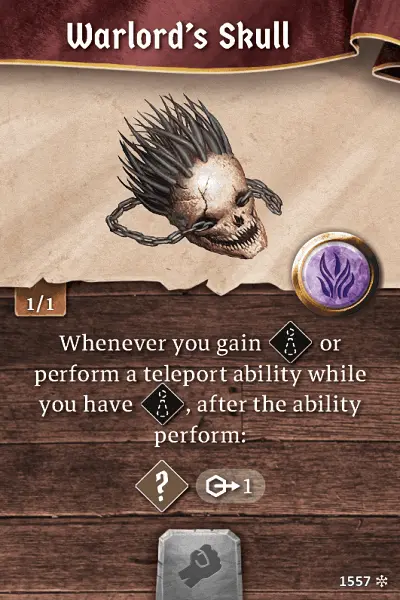 Warlord's Skull
1/1
Whenever you gain or
perform a teleport ability while
you have , after the ability
perform:
? 1
1557